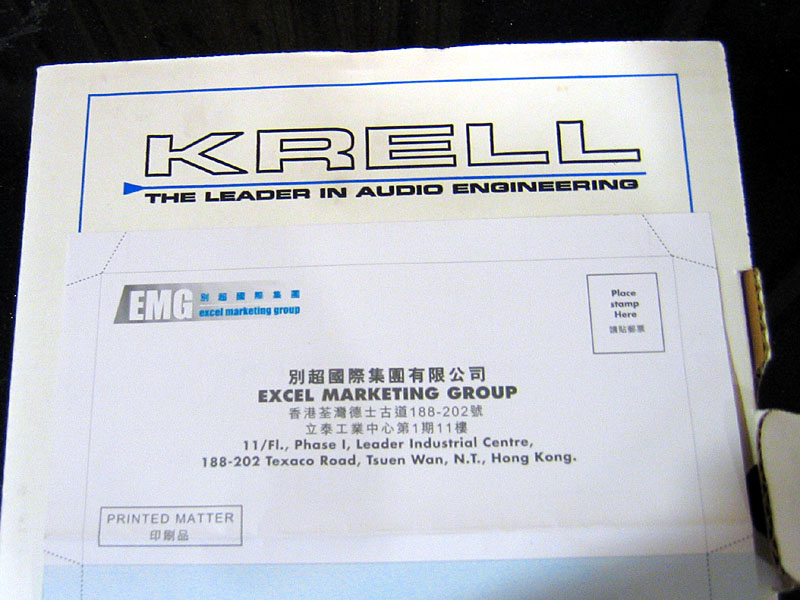 KRELL
THE LEADER IN AUDIO ENGINEERING
EMG
別超國際集團
excel marketing group
Place
stamp
Here
請貼郵票
別超國際集團有限公司
EXCEL MARKETING GROUP
香港荃灣德士古道188-202號
立泰工業中心第1期11樓
11/Fl., Phase I, Leader Industrial Centre,
188-202 Texaco Road, Tsuen Wan, N.T., Hong Kong.
PRINTED MATTER
印刷品